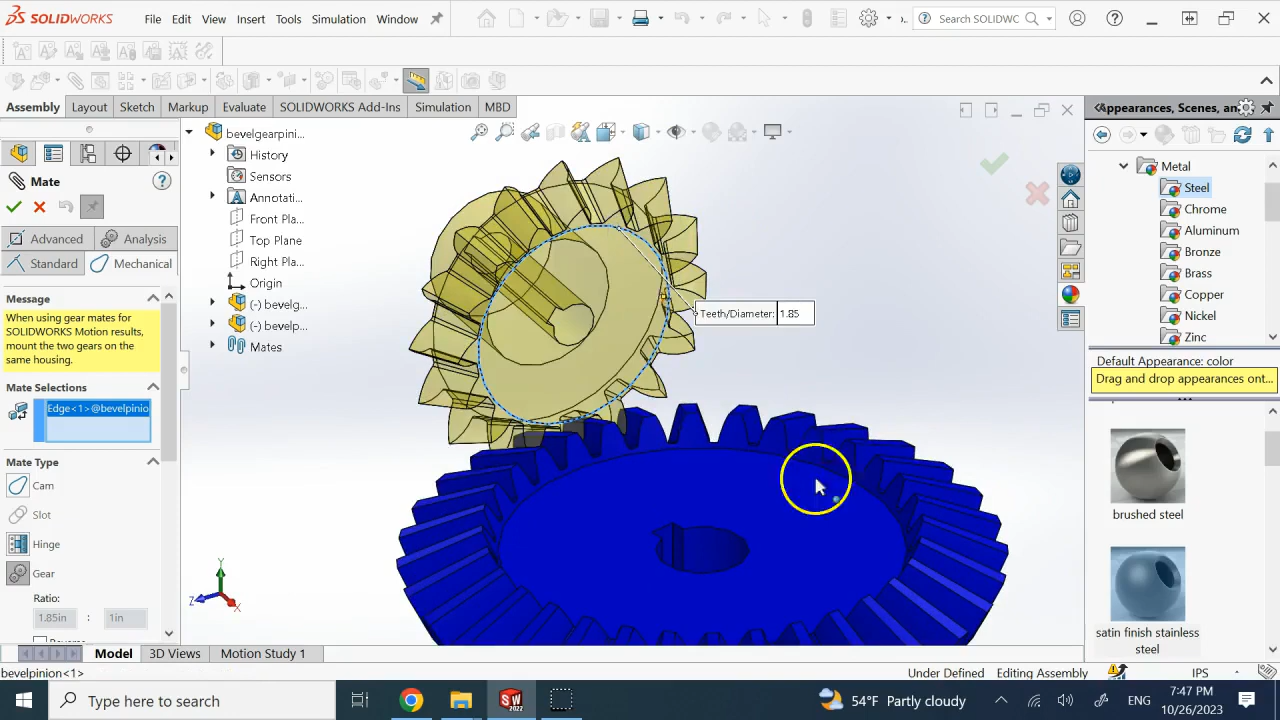 SOLIDWORKS File Edit View Insert Tools Simulation Window Search SOLIDWC
Assembly Layout Sketch Markup Evaluate SOLIDWORKS Add-Ins Simulation MBD
Mate
Advanced Analysis
Standard Mechanical
Message
When using gear mates for
SOLIDWORKS Motion results,
mount the two gears on the
same housing.
Mate Selections
Edge<1>@bevelpinio
Mate Type
Cam
Slot
Hinge
Gear
Ratio:
1.85in : 1in
bevelgearpini...
History
Sensors
Annotati...
Front Pla...
Top Plane
Right Pla...
Origin
(-) bevelg...
(-) bevelp...
Mates
Teeth/Diameter: 1.85
Y
Z
X
Appearances, Scenes, an
Metal
Steel
Chrome
Aluminum
Bronze
Brass
Copper
Nickel
Zinc
Default Appearance: color
Drag and drop appearances ont...
brushed steel
satin finish stainless
steel
Model 3D Views Motion Study 1
bevelpinion<1> Under Defined Editing Assembly IPS
Type here to search SW 2022 54°F Partly cloudy ENG 7:47 PM
10/26/2023